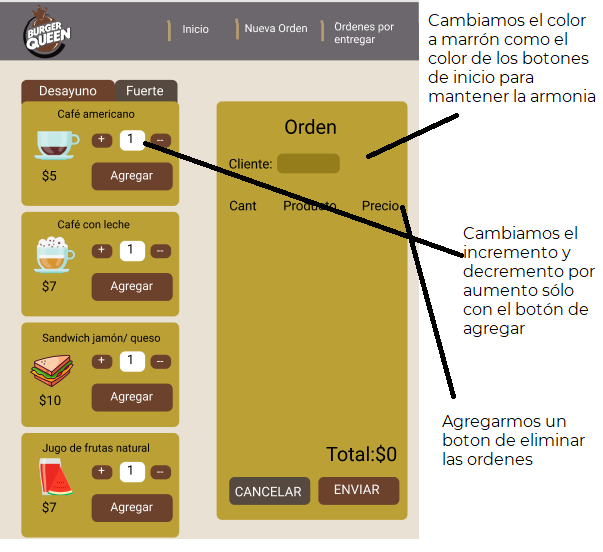 BURGER
QUEEN
Inicio
Nueva Orden
Ordenes por
entregar
Cambiamos el color
a marrón como el
color de los botones
de inicio para
mantener la armonia
Desayuno
Fuerte
Café americano
+ 1 --
$5
Agregar
Café con leche
+ 1 --
$7
Agregar
Sandwich jamón/ queso
+ 1 --
$10
Agregar
Jugo de frutas natural
+ 1 --
$7
Agregar
Orden
Cliente:
Cant Producto Precio
Total:$0
CANCELAR
ENVIAR
Cambiamos el
incremento y
decremento por
aumento sólo
con el botón de
agregar
Agregarmos un
boton de eliminar
las ordenes